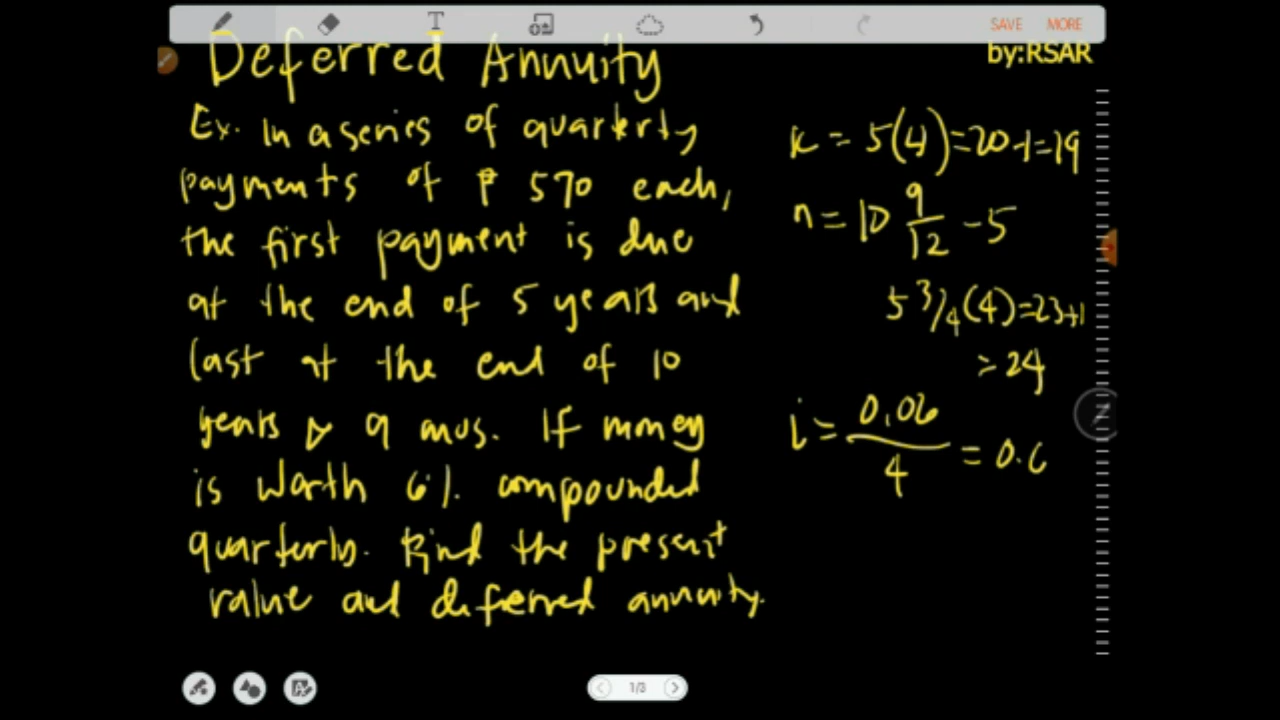 SAVE MORE
by:RSAR
Deferred Annuity
Ex. In a series of quarterly
payments of ₱ 570 each,
the first payment is due
at the end of 5 years and
last at the end of 10
years & 9 mos. If money
is worth 6% compounded
quarterly. Find the present
value and deferred annuity.
k = 5(4)=20-1=19
n = 10 9/12 - 5
5 3/4 (4)=23+1
= 24
i = 0.06/4 = 0.0
1/3